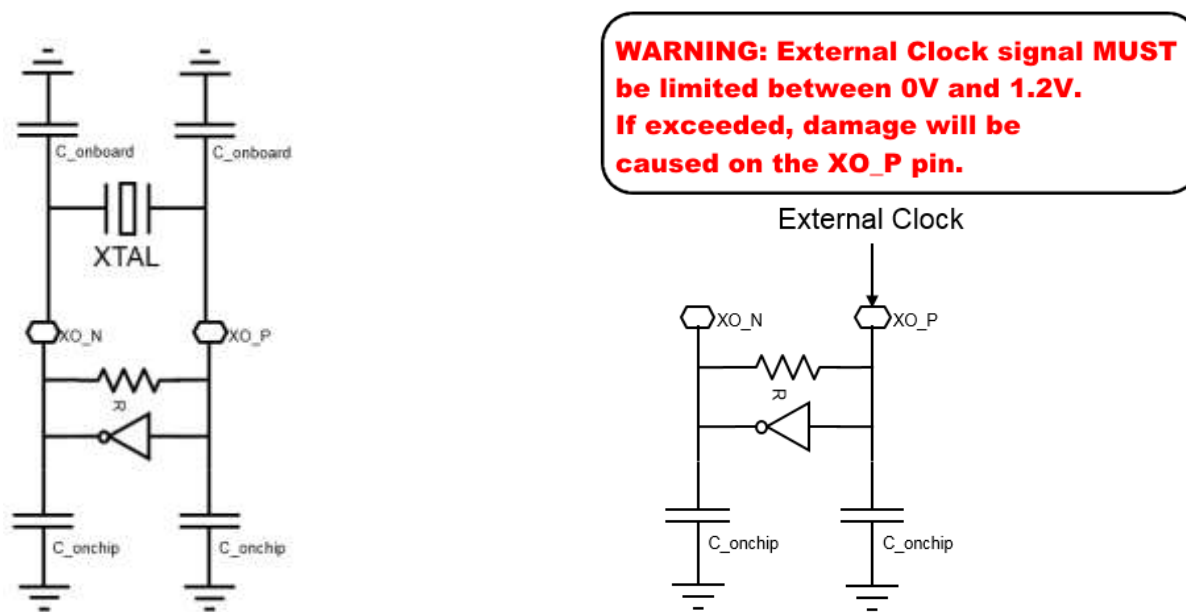 C_onboard
C_onboard
XTAL
XO_N
XO_P
R
C_onchip
C_onchip
WARNING: External Clock signal MUST
be limited between 0V and 1.2V.
If exceeded, damage will be
caused on the XO_P pin.
External Clock
XO_N
XO_P
R
C_onchip
C_onchip